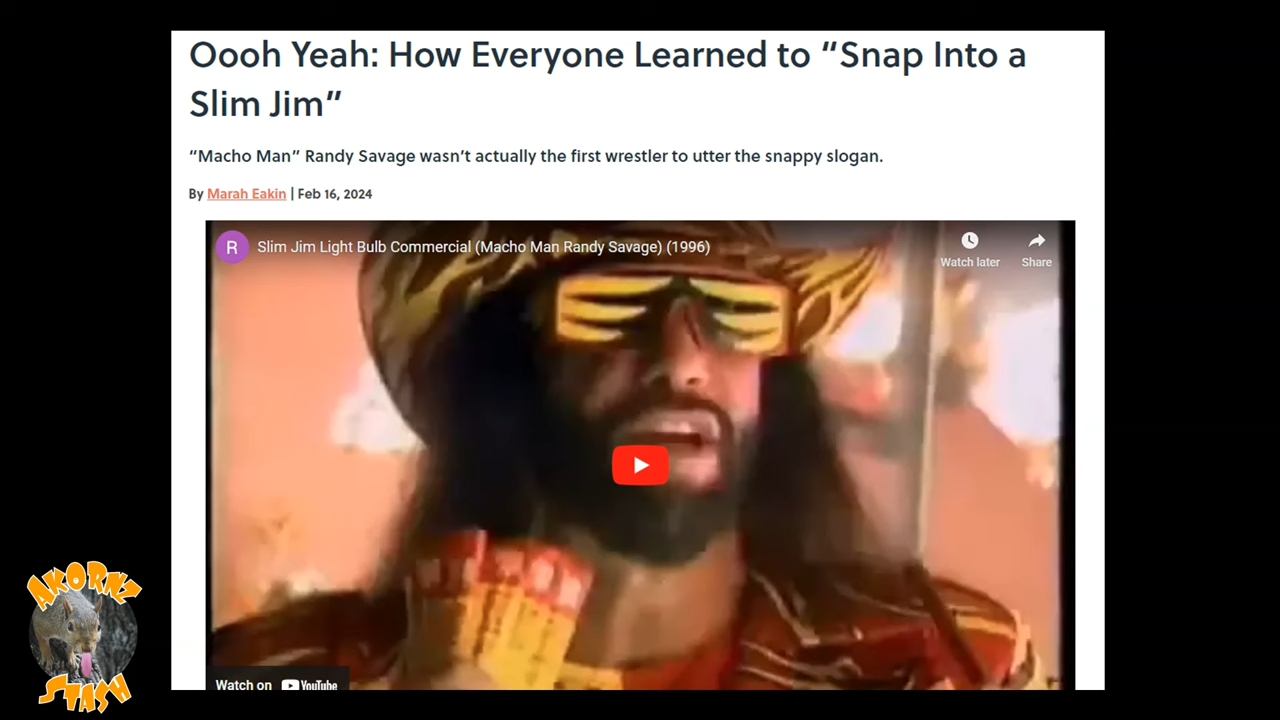 Oooh Yeah: How Everyone Learned to “Snap Into a
Slim Jim”
“Macho Man” Randy Savage wasn’t actually the first wrestler to utter the snappy slogan.
By Marah Eakin | Feb 16, 2024
R
Slim Jim Light Bulb Commercial (Macho Man Randy Savage) (1996)
Watch later
Share
Watch on YouTube
AKORNZ
STASH